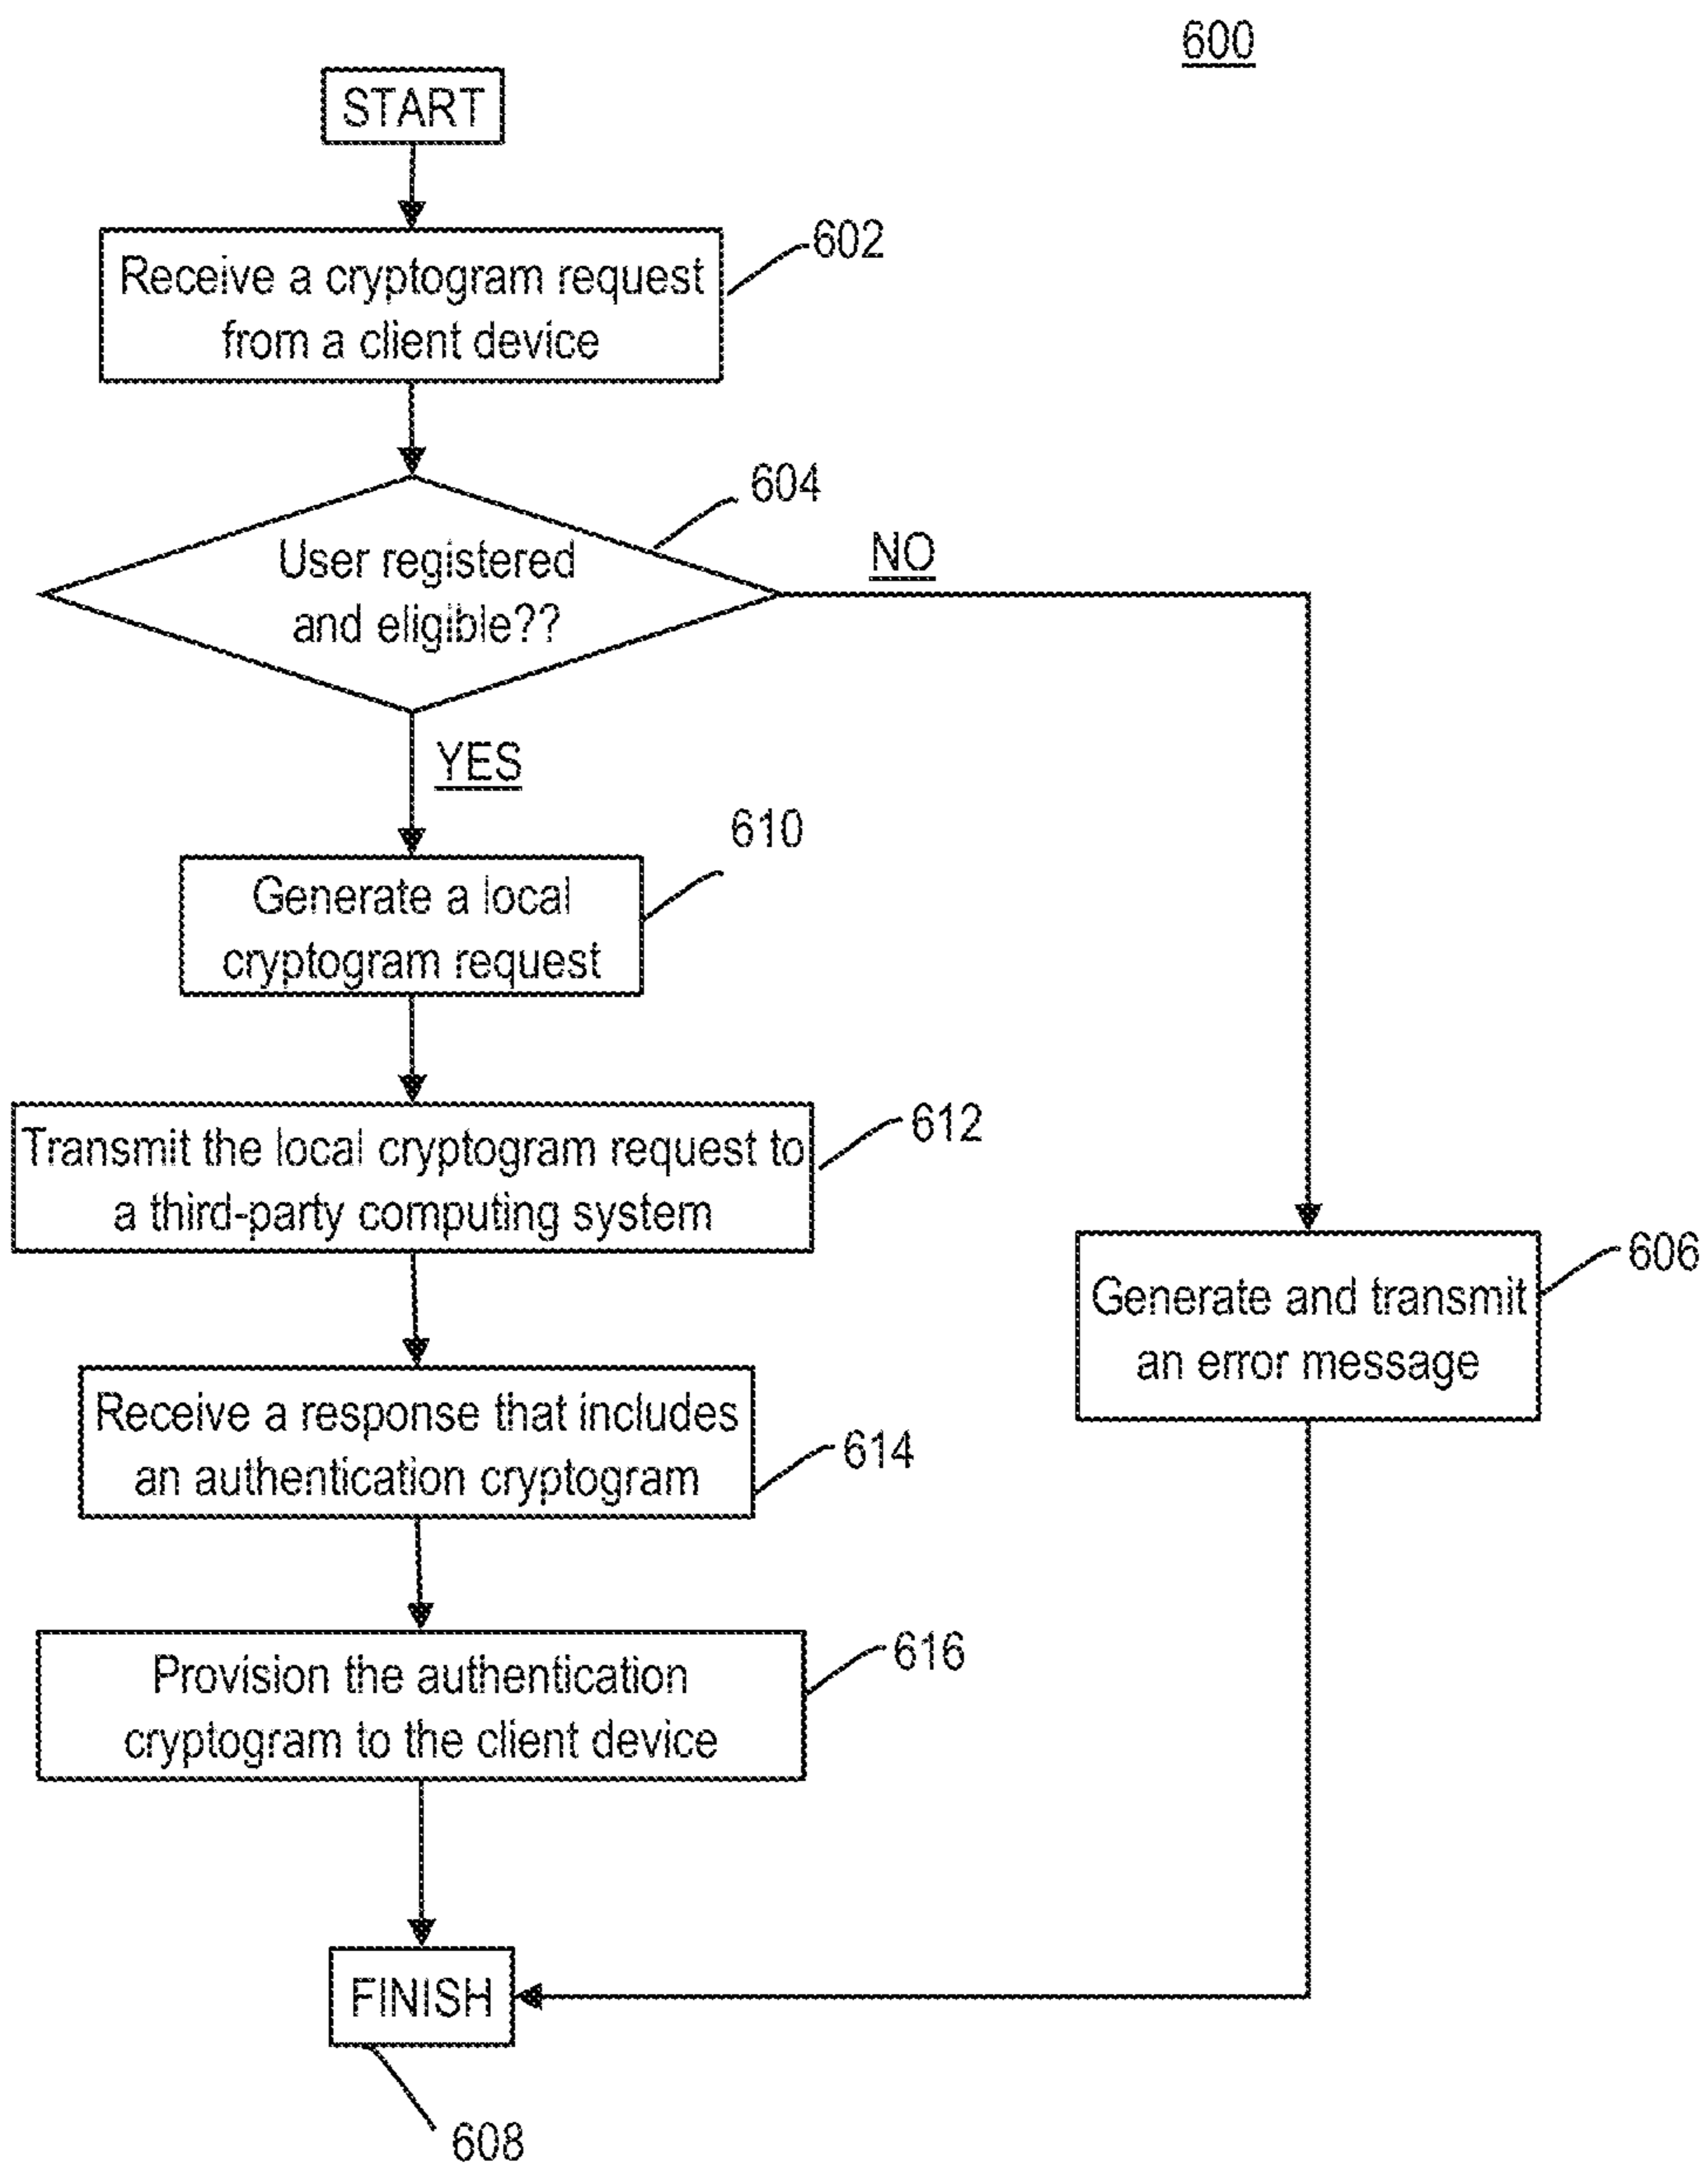 600
START
602
Receive a cryptogram request
from a client device
604
User registered
and eligible??
NO
YES
610
Generate a local
cryptogram request
612
Transmit the local cryptogram request to
a third-party computing system
606
Generate and transmit
an error message
Receive a response that includes
an authentication cryptogram
614
616
Provision the authentication
cryptogram to the client device
FINISH
608